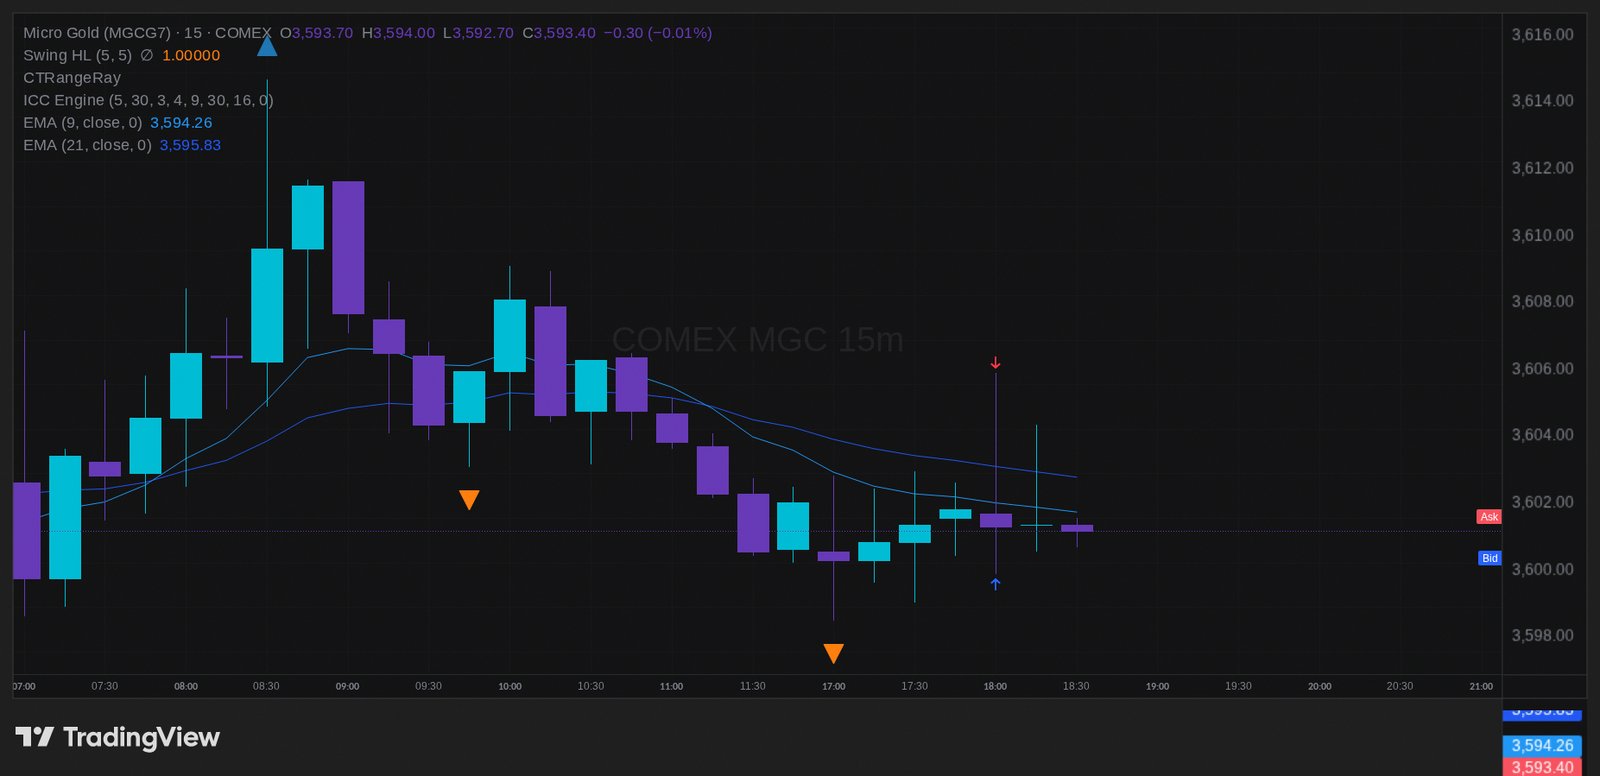 Micro Gold (MGCG7) · 15 · COMEX O3,593.70 H3,594.00 L3,592.70 C3,593.40 −0.30 (−0.01%)
Swing HL (5, 5) ∅ 1.00000
CTRangeRay
ICC Engine (5, 30, 3, 4, 9, 30, 16, 0)
EMA (9, close, 0) 3,594.26
EMA (21, close, 0) 3,595.83
COMEX MGC 15m
3,616.00
3,614.00
3,612.00
3,610.00
3,608.00
3,606.00
3,604.00
3,602.00
Ask
Bid
3,600.00
3,598.00
07:00 07:30 08:00 08:30 09:00 09:30 10:00 10:30 11:00 11:30 17:00 17:30 18:00 18:30 19:00 19:30 20:00 20:30 21:00
TradingView
3,595.83
3,594.26
3,593.40